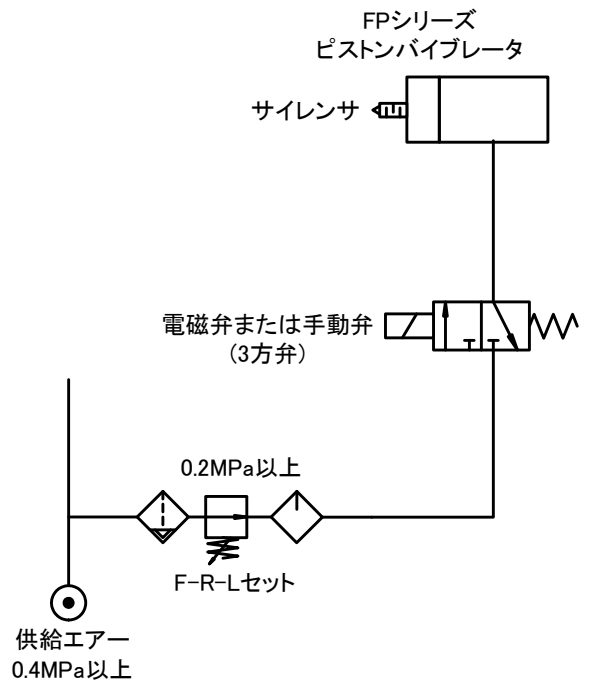 FPシリーズ
ピストンバイブレータ
サイレンサ
電磁弁または手動弁
(3方弁)
0.2MPa以上
F-R-Lセット
供給エアー
0.4MPa以上